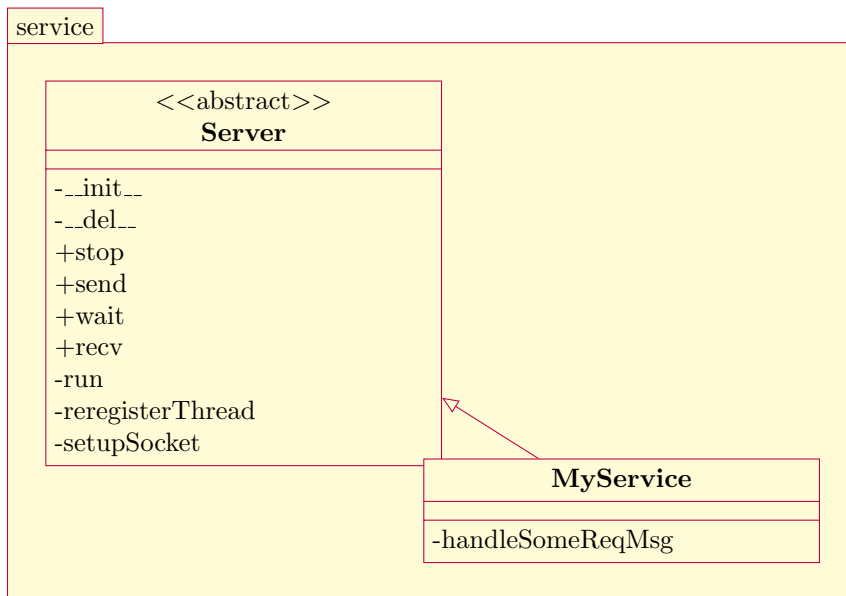 service
<<abstract>>
Server
-__init__
-__del__
+stop
+send
+wait
+recv
-run
-reregisterThread
-setupSocket
MyService
-handleSomeReqMsg